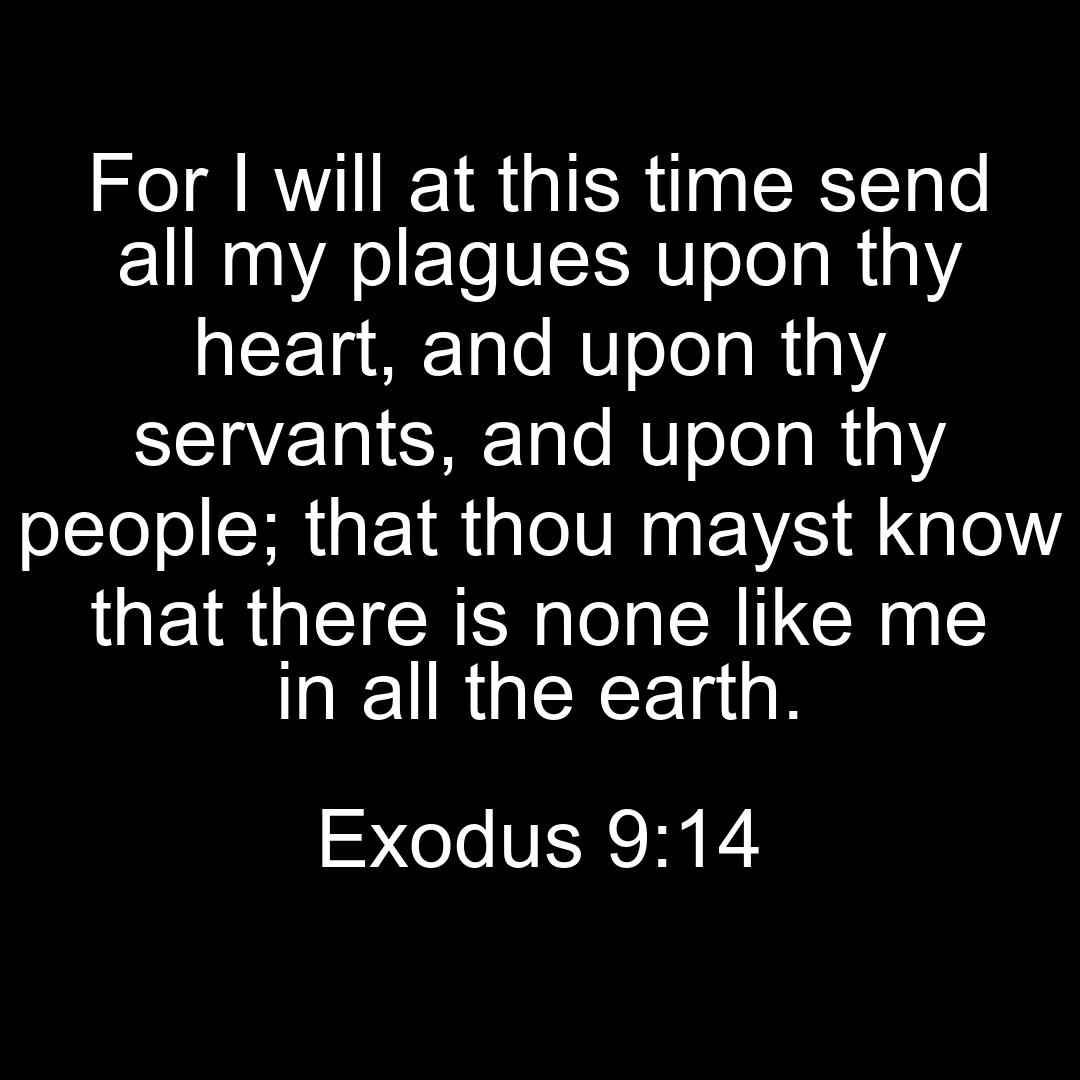 For I will at this time send
all my plagues upon thy
heart, and upon thy
servants, and upon thy
people; that thou mayst know
that there is none like me
in all the earth.
Exodus 9:14